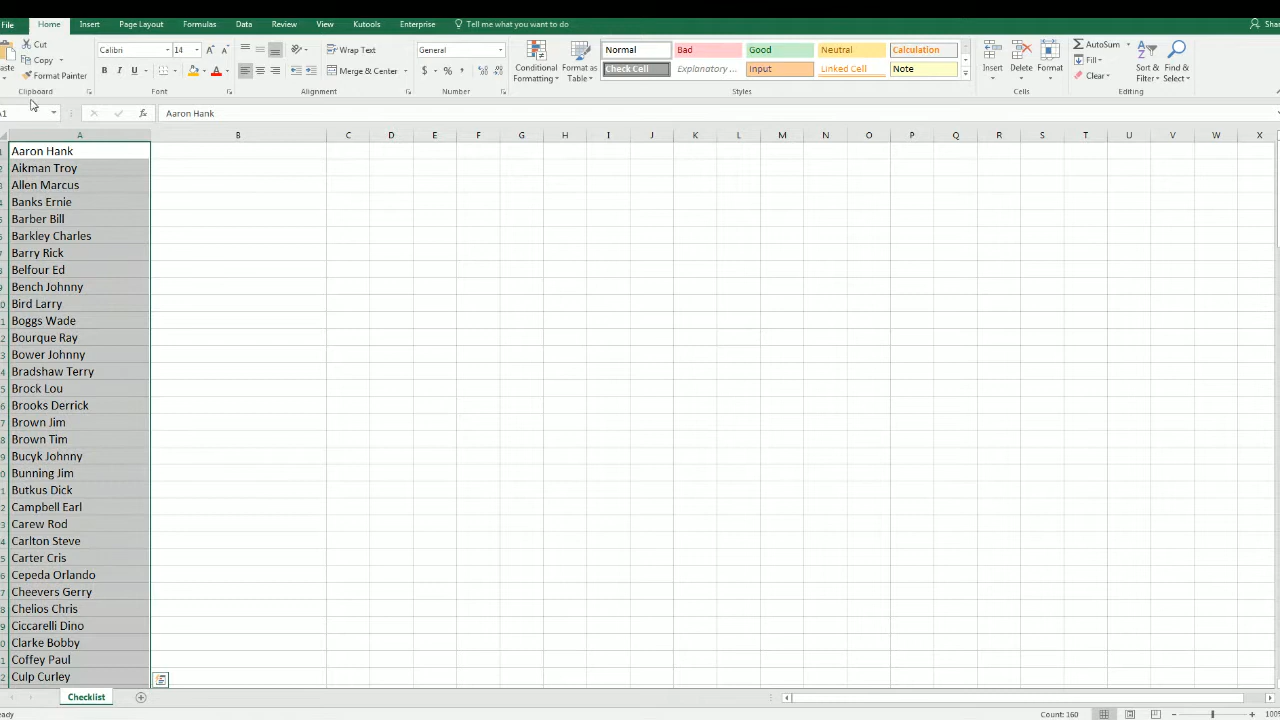 File Home Insert Page Layout Formulas Data Review View Kutools Enterprise Tell me what you want to do
Cut
Copy
Format Painter
Clipboard
Calibri 14
B I U
Font
Wrap Text
Merge & Center
Alignment
General
$ % ,
Number
Conditional Formatting
Format as Table
Normal Bad Good Neutral Calculation
Check Cell Explanatory ... Input Linked Cell Note
Styles
Insert Delete Format
Cells
AutoSum
Fill
Clear
Sort & Filter
Find & Select
Editing
Aaron Hank
A B C D E F G H I J K L M N O P Q R S T U V W X
Aaron Hank
Aikman Troy
Allen Marcus
Banks Ernie
Barber Bill
Barkley Charles
Barry Rick
Belfour Ed
Bench Johnny
Bird Larry
Boggs Wade
Bourque Ray
Bower Johnny
Bradshaw Terry
Brock Lou
Brooks Derrick
Brown Jim
Brown Tim
Bucyk Johnny
Bunning Jim
Butkus Dick
Campbell Earl
Carew Rod
Carlton Steve
Carter Cris
Cepeda Orlando
Cheevers Gerry
Chelios Chris
Ciccarelli Dino
Clarke Bobby
Coffey Paul
Culp Curley
Checklist
Count: 160